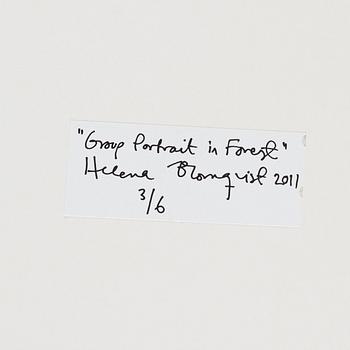 "Group Portrait in Forest"
Helena Blomqvist 2011
3/6